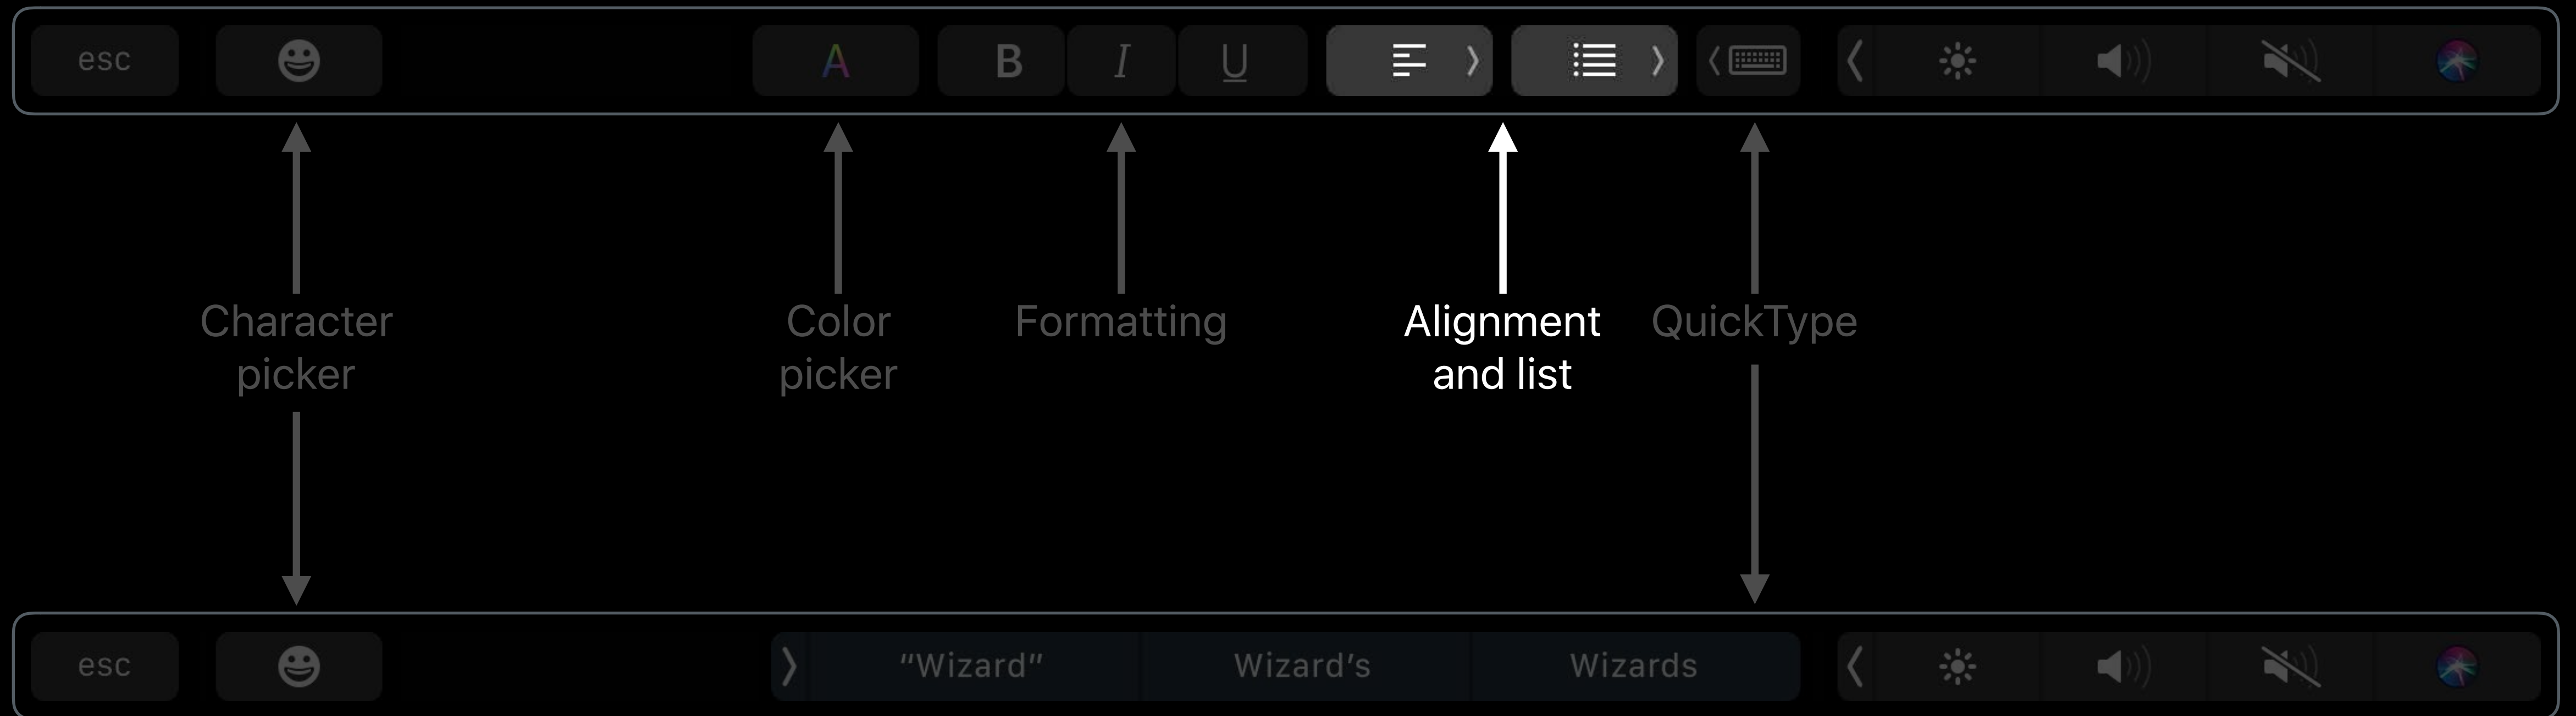 esc A B I U
Character Color Formatting Alignment QuickType
picker picker and list
esc "Wizard" Wizard's Wizards